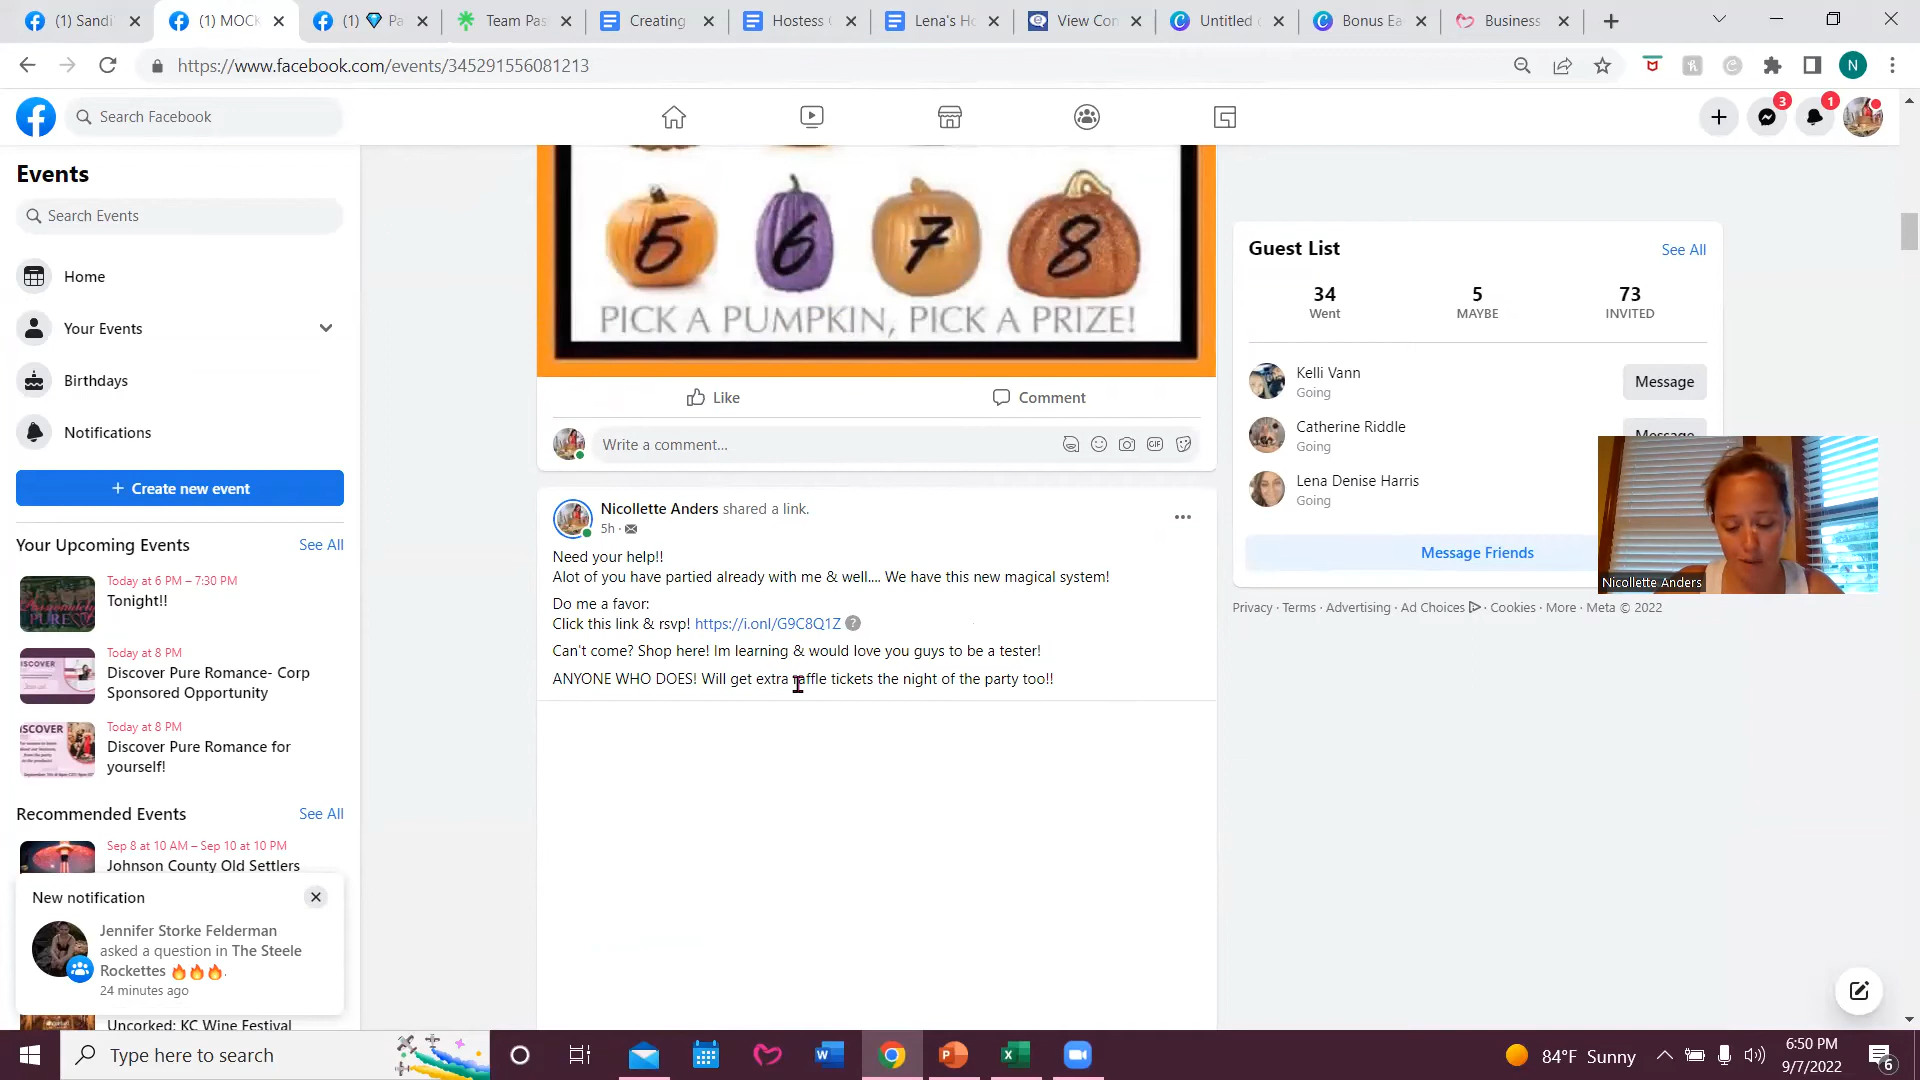 (1) Sandi
(1) MOCK
(1) 💎 Pa
Team Pas
Creating
Hostess
Lena's Ho
View Con
Untitled
Bonus Ea
Business
https://www.facebook.com/events/345291556081213
N
Search Facebook
3
1
Events
Search Events
Home
Your Events
Birthdays
Notifications
+ Create new event
Your Upcoming Events
See All
Today at 6 PM – 7:30 PM
Tonight!!
Today at 8 PM
Discover Pure Romance- Corp
Sponsored Opportunity
Today at 8 PM
Discover Pure Romance for
yourself!
Recommended Events
See All
Sep 8 at 10 AM – Sep 10 at 10 PM
Johnson County Old Settlers
New notification
Jennifer Storke Felderman
asked a question in The Steele
Rockettes 🔥🔥🔥.
24 minutes ago
Uncorked: KC Wine Festival
5 6 7 8
PICK A PUMPKIN, PICK A PRIZE!
Like
Comment
Write a comment...
GIF
Nicollette Anders shared a link.
5h ·
Need your help!!
Alot of you have partied already with me & well.... We have this new magical system!
Do me a favor:
Click this link & rsvp! https://i.onl/G9C8Q1Z ?
Can't come? Shop here! Im learning & would love you guys to be a tester!
ANYONE WHO DOES! Will get extra raffle tickets the night of the party too!!
Guest List
See All
34
Went
5
MAYBE
73
INVITED
Kelli Vann
Going
Message
Catherine Riddle
Going
Message
Lena Denise Harris
Going
Message Friends
Nicollette Anders
Privacy · Terms · Advertising · Ad Choices · Cookies · More · Meta © 2022
Type here to search
84°F Sunny
6:50 PM
9/7/2022
6